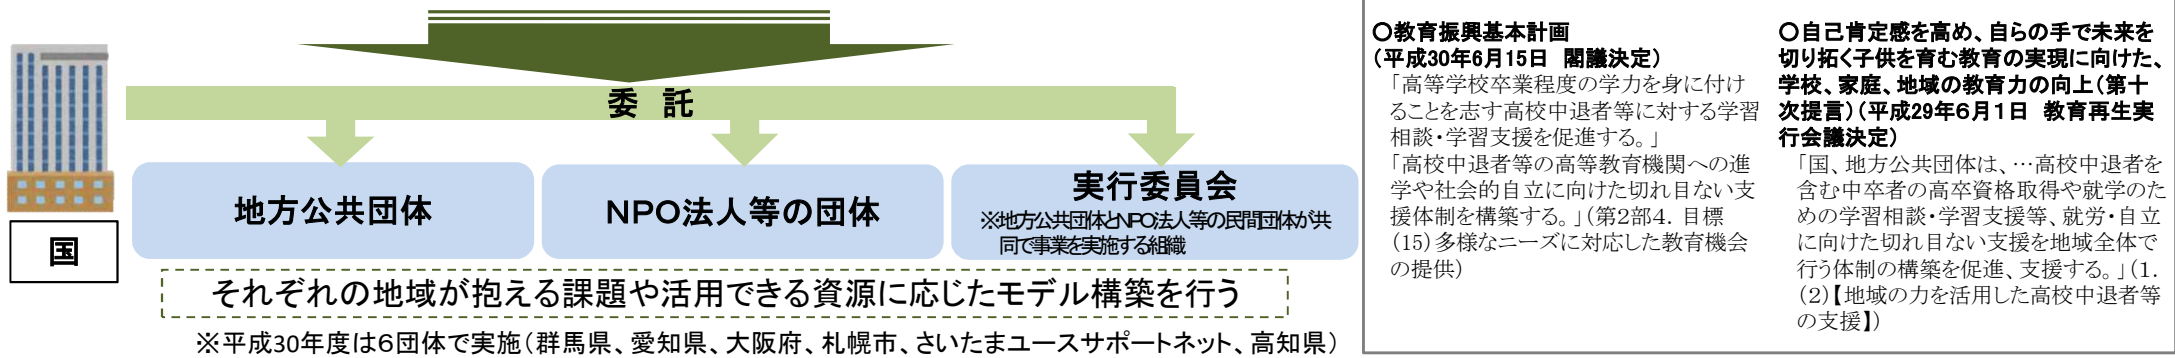 委 託
国
地方公共団体
NPO法人等の団体
実行委員会
※地方公共団体とNPO法人等の民間団体が共
同で事業を実施する組織
それぞれの地域が抱える課題や活用できる資源に応じたモデル構築を行う
※平成30年度は6団体で実施(群馬県、愛知県、大阪府、札幌市、さいたまユースサポートネット、高知県)
○教育振興基本計画
(平成30年6月15日 閣議決定)
「高等学校卒業程度の学力を身に付け
ることを志す高校中退者等に対する学習
相談・学習支援を促進する。」
「高校中退者等の高等教育機関への進
学や社会的自立に向けた切れ目ない支
援体制を構築する。」(第2部4. 目標
(15)多様なニーズに対応した教育機会
の提供)
○自己肯定感を高め、自らの手で未来を
切り拓く子供を育む教育の実現に向けた、
学校、家庭、地域の教育力の向上(第十
次提言)(平成29年6月1日 教育再生実
行会議決定)
「国、地方公共団体は、…高校中退者を
含む中卒者の高卒資格取得や就学のた
めの学習相談・学習支援等、就労・自立
に向けた切れ目ない支援を地域全体で
行う体制の構築を促進、支援する。」(1.
(2)【地域の力を活用した高校中退者等
の支援】)